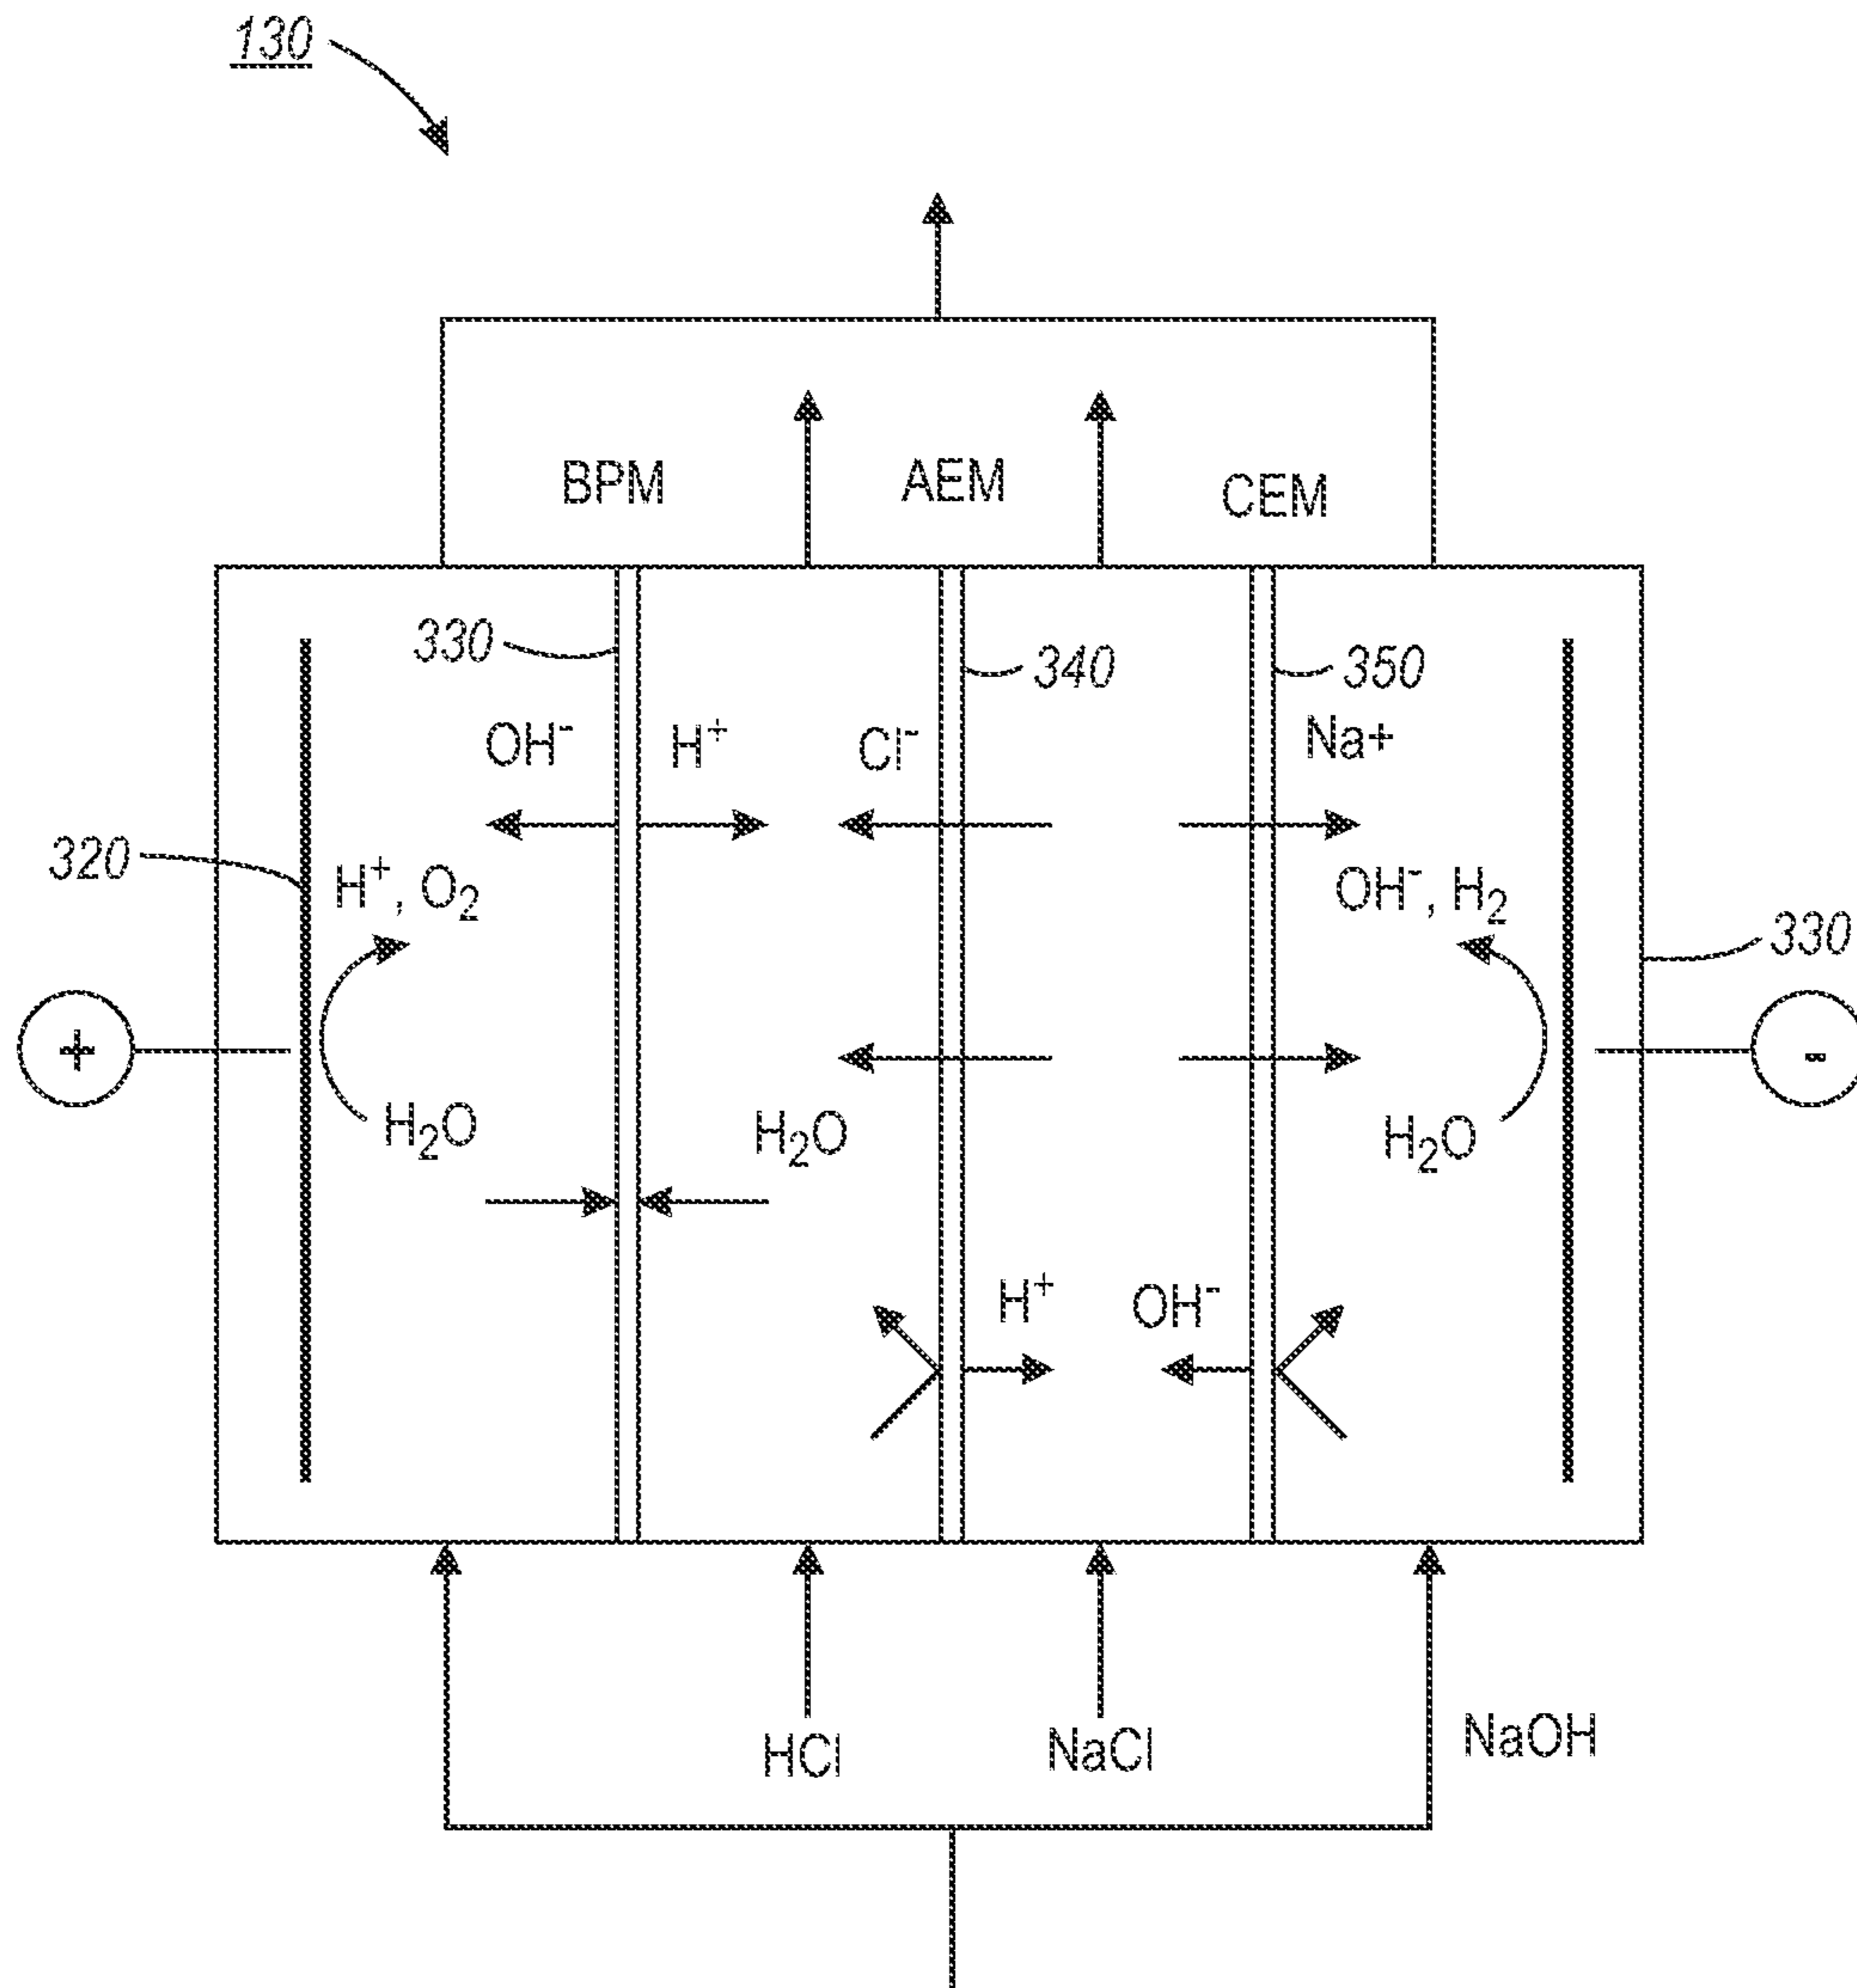 130
BPM
AEM
CEM
330
340
350
OH⁻
H⁺
Cl⁻
Na+
320
H⁺, O₂
OH⁻, H₂
330
+
-
H₂O
H₂O
H₂O
H⁺
OH⁻
HCl
NaCl
NaOH